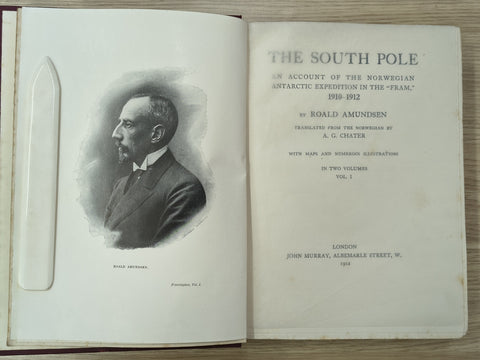 ROALD AMUNDSEN.
Frontispiece, Vol. I.
THE SOUTH POLE
AN ACCOUNT OF THE NORWEGIAN
ANTARCTIC EXPEDITION IN THE "FRAM,"
1910–1912
BY ROALD AMUNDSEN
TRANSLATED FROM THE NORWEGIAN BY
A. G. CHATER
WITH MAPS AND NUMEROUS ILLUSTRATIONS
IN TWO VOLUMES
VOL. I
LONDON
JOHN MURRAY, ALBEMARLE STREET, W.
1912